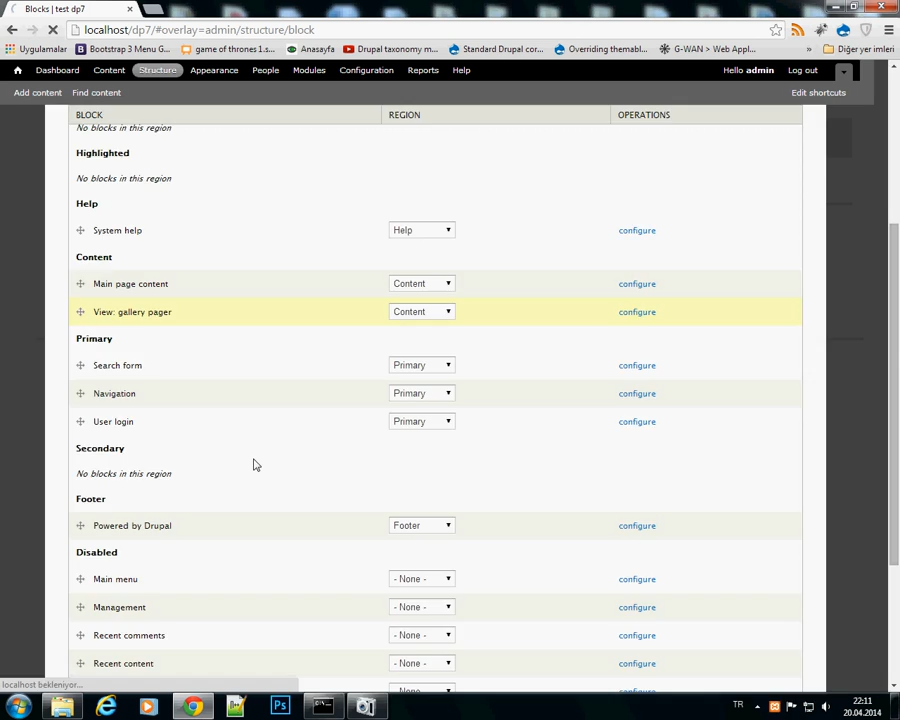 Blocks | test dp7
localhost/dp7/#overlay=admin/structure/block
Uygulamalar
Bootstrap 3 Menu G...
game of thrones 1.s...
Anasayfa
Drupal taxonomy m...
Standard Drupal cor...
Overriding themabl...
G-WAN > Web Appl...
»
Diğer yer imleri
Dashboard Content Structure Appearance People Modules Configuration Reports Help
Hello admin Log out
Add content Find content
Edit shortcuts
BLOCK REGION OPERATIONS
No blocks in this region
Highlighted
No blocks in this region
Help
System help Help configure
Content
Main page content Content configure
View: gallery pager Content configure
Primary
Search form Primary configure
Navigation Primary configure
User login Primary configure
Secondary
No blocks in this region
Footer
Powered by Drupal Footer configure
Disabled
Main menu - None - configure
Management - None - configure
Recent comments - None - configure
Recent content - None - configure
localhost bekleniyor...
TR
22:11
20.04.2014